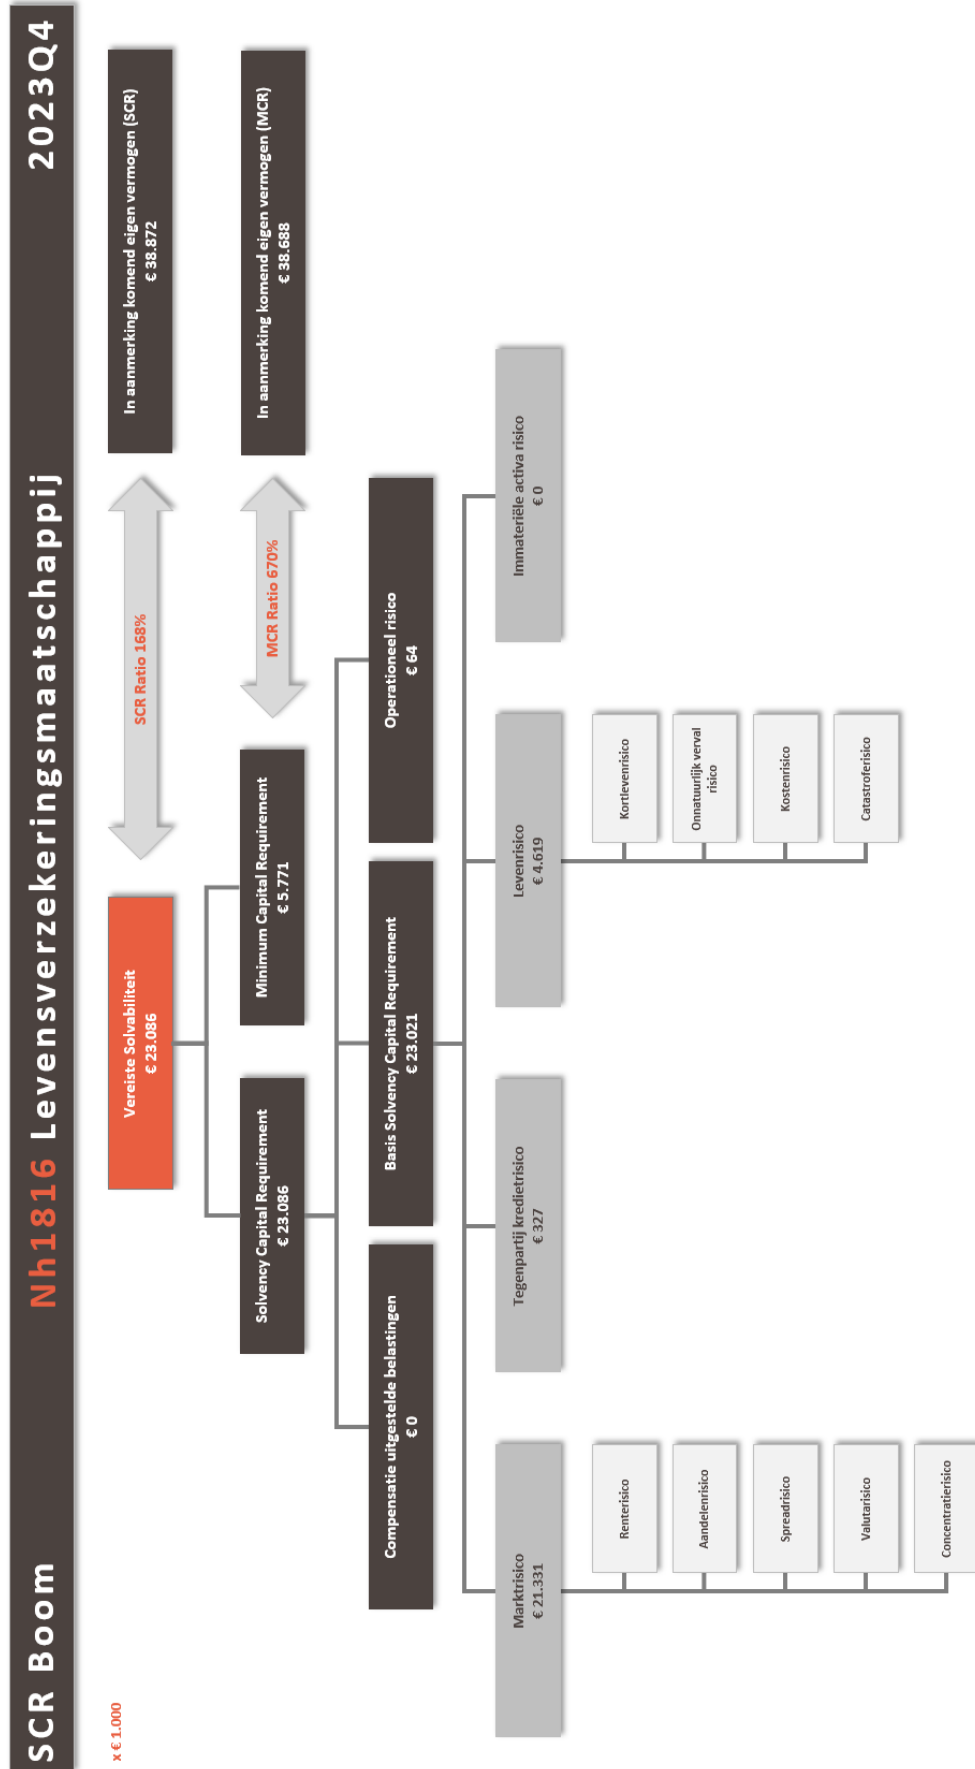 SCR Boom Nh1816 Levensverzekeringsmaatschappij 2023Q4
x € 1.000
Vereiste Solvabiliteit
€ 23.086
SCR Ratio 168%
In aanmerking komend eigen vermogen (SCR)
€ 38.872
Solvency Capital Requirement
€ 23.086
Minimum Capital Requirement
€ 5.771
MCR Ratio 670%
In aanmerking komend eigen vermogen (MCR)
€ 38.688
Compensatie uitgestelde belastingen
€ 0
Basis Solvency Capital Requirement
€ 23.021
Operationeel risico
€ 64
Marktrisico
€ 21.331
Tegenpartij kredietrisico
€ 327
Levenrisico
€ 4.619
Immateriële activa risico
€ 0
Renterisico
Aandelenrisico
Spreadrisico
Valutarisico
Concentratierisico
Kortlevenrisico
Onnatuurlijk verval
risico
Kostenrisico
Catastroferisico